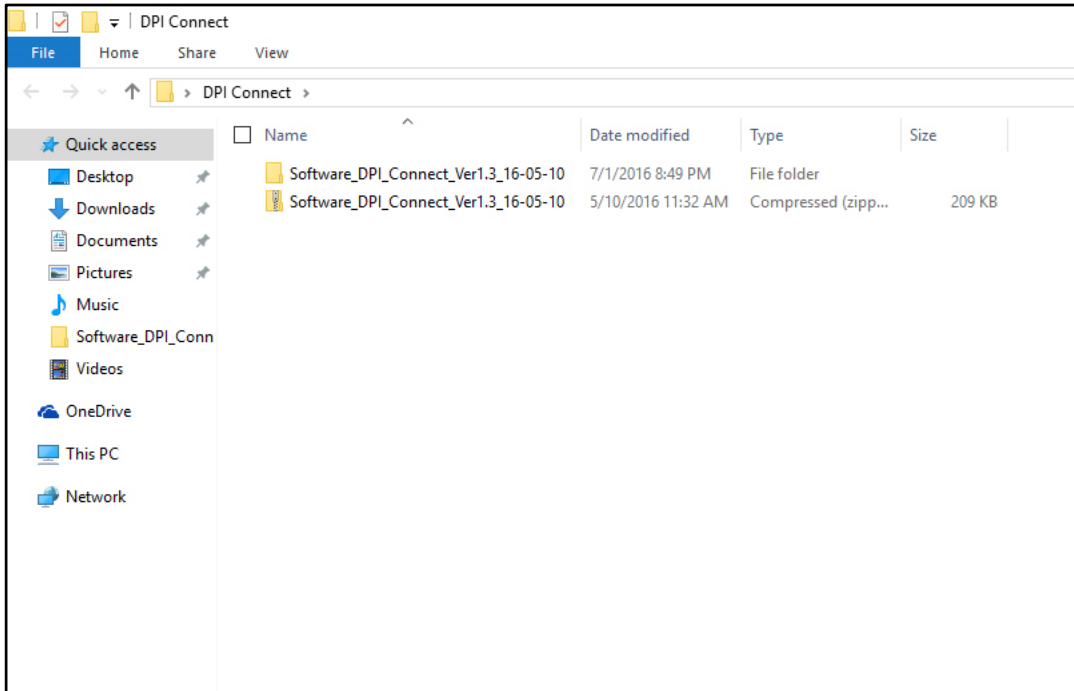 DPI Connect
File Home Share View
DPI Connect
Name Date modified Type Size
Quick access
Software_DPI_Connect_Ver1.3_16-05-10 7/1/2016 8:49 PM File folder
Desktop
Software_DPI_Connect_Ver1.3_16-05-10 5/10/2016 11:32 AM Compressed (zipp... 209 KB
Downloads
Documents
Pictures
Music
Software_DPI_Conn
Videos
OneDrive
This PC
Network